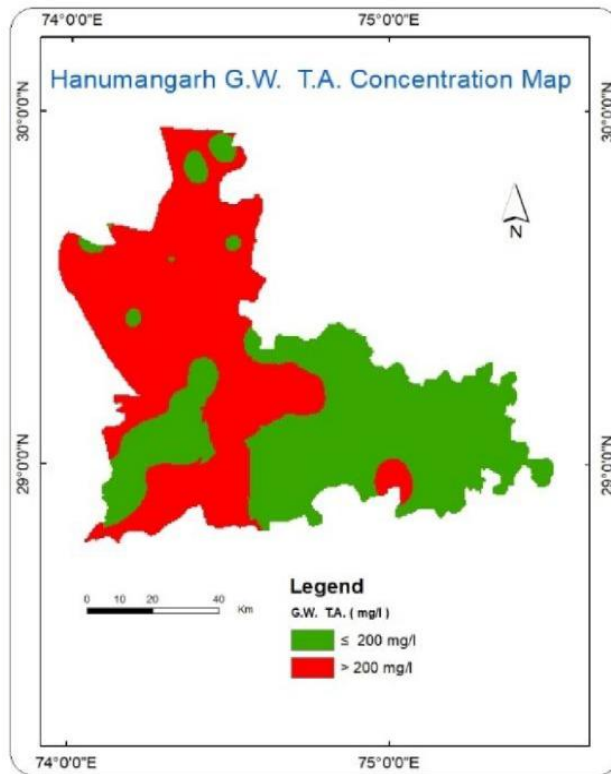 74°0'0"E 75°0'0"E
Hanumangarh G.W. T.A. Concentration Map
30°0'0"N 30°0'0"N
N
29°0'0"N 29°0'0"N
0 10 20 40
Km
Legend
G.W. T.A. ( mg/l )
≤ 200 mg/l
> 200 mg/l
74°0'0"E 75°0'0"E